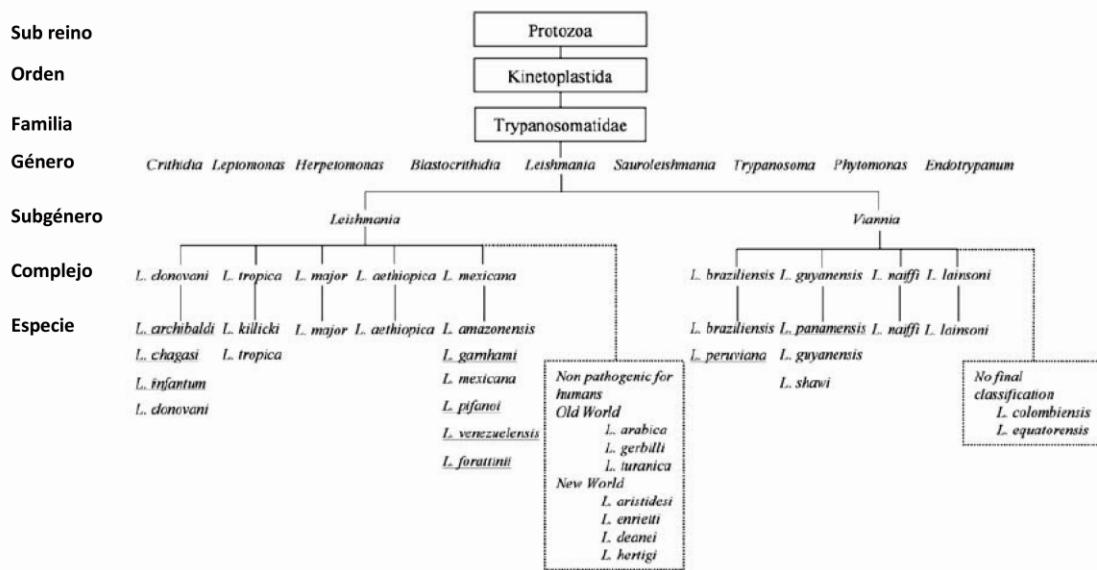 Sub reino
Protozoa
Orden
Kinetoplastida
Familia
Trypanosomatidae
Género
Crithidia Leptomonas Herpetomonas Blastocrithidia Leishmania Sauroleishmania Trypanosoma Phytomonas Endotrypanum
Subgénero
Leishmania Viannia
Complejo
L. donovani L. tropica L. major L. aethiopica L. mexicana L. braziliensis L. guyanensis L. naiffi L. lainsoni
Especie
L. archibaldi L. killicki L. major L. aethiopica L. amazonensis L. braziliensis L. panamensis L. naiffi L. lainsoni
L. chagasi L. tropica L. garnhami L. peruviana L. guyanensis
L. infantum L. mexicana L. shawi
L. donovani L. pifanoi
L. venezuelensis
L. forattinii
Non pathogenic for
humans
Old World
L. arabica
L. gerbilli
L. turanica
New World
L. aristidesi
L. enrietti
L. deanei
L. hertigi
No final
classification
L. colombiensis
L. equatorensis